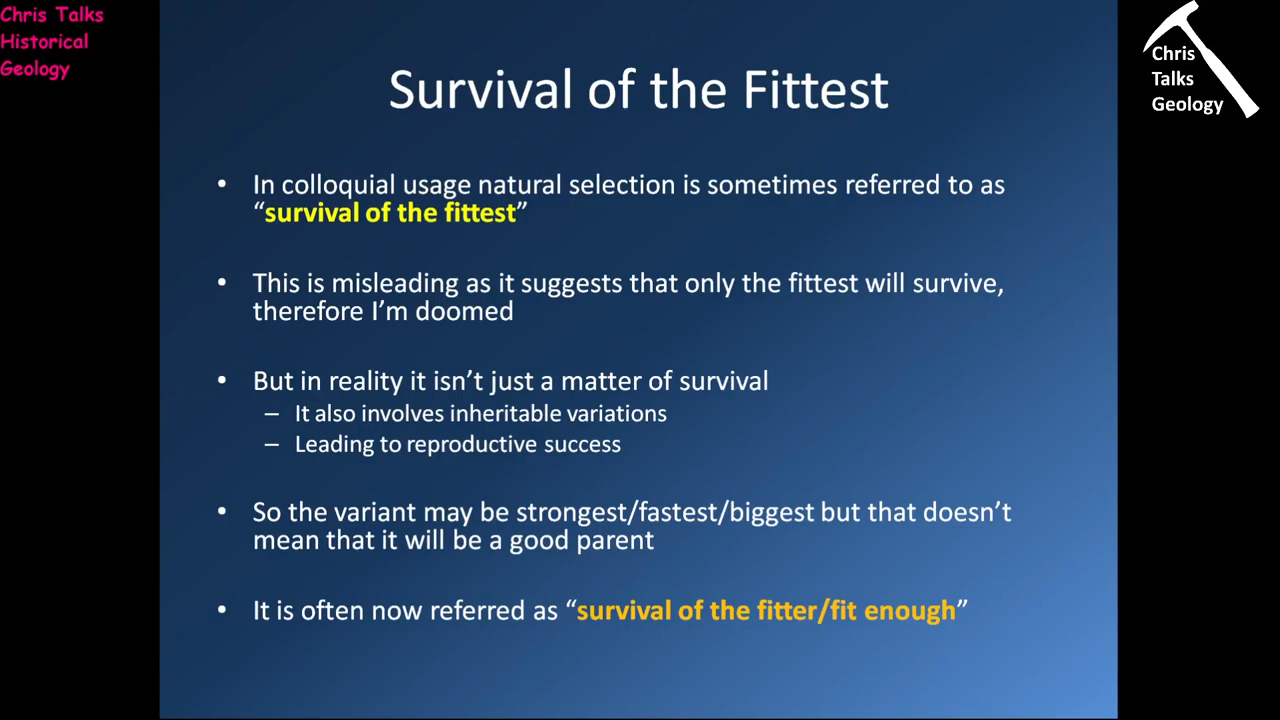 Chris Talks
Historical
Geology
Chris
Talks
Geology
Survival of the Fittest
• In colloquial usage natural selection is sometimes referred to as
“survival of the fittest”
• This is misleading as it suggests that only the fittest will survive,
therefore I’m doomed
• But in reality it isn’t just a matter of survival
– It also involves inheritable variations
– Leading to reproductive success
• So the variant may be strongest/fastest/biggest but that doesn’t
mean that it will be a good parent
• It is often now referred as “survival of the fitter/fit enough”